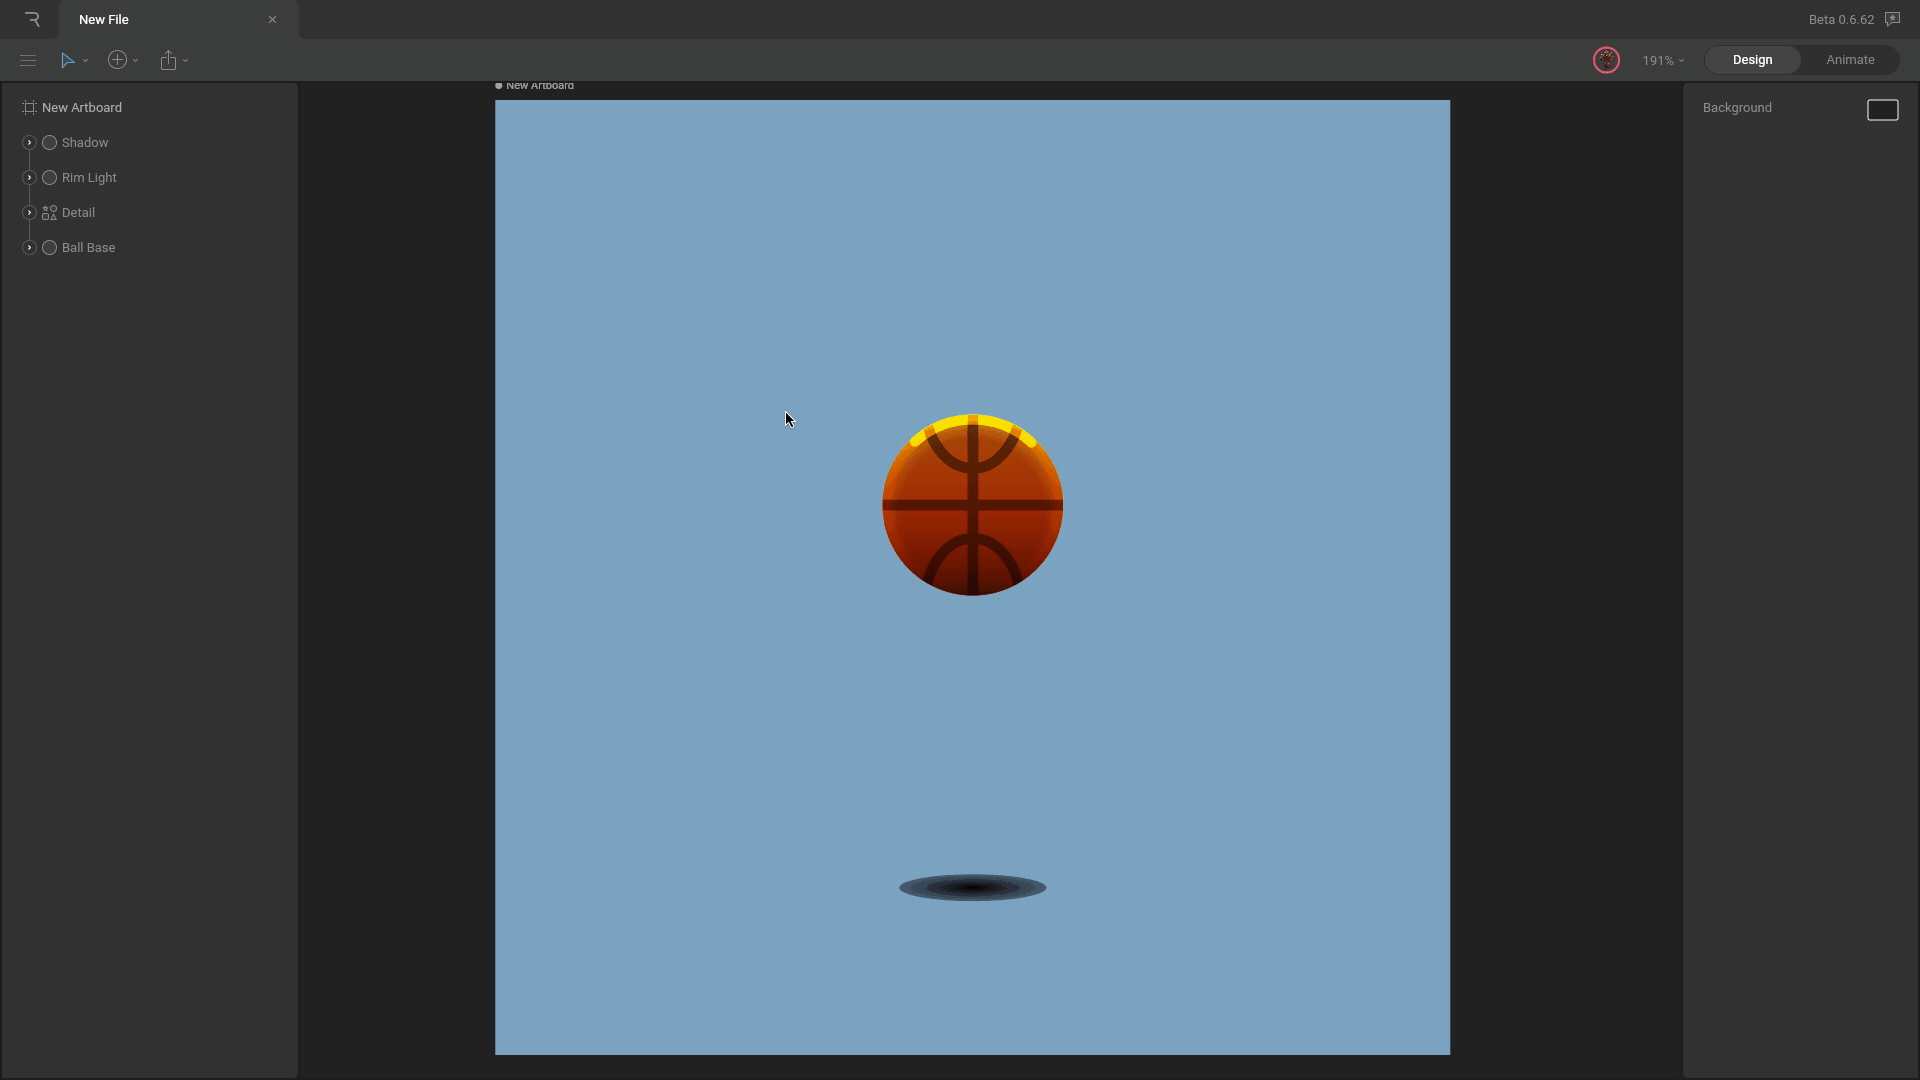 New File
Beta 0.6.62
191%
Design
Animate
New Artboard
New Artboard
Background
Shadow
Rim Light
Detail
Ball Base